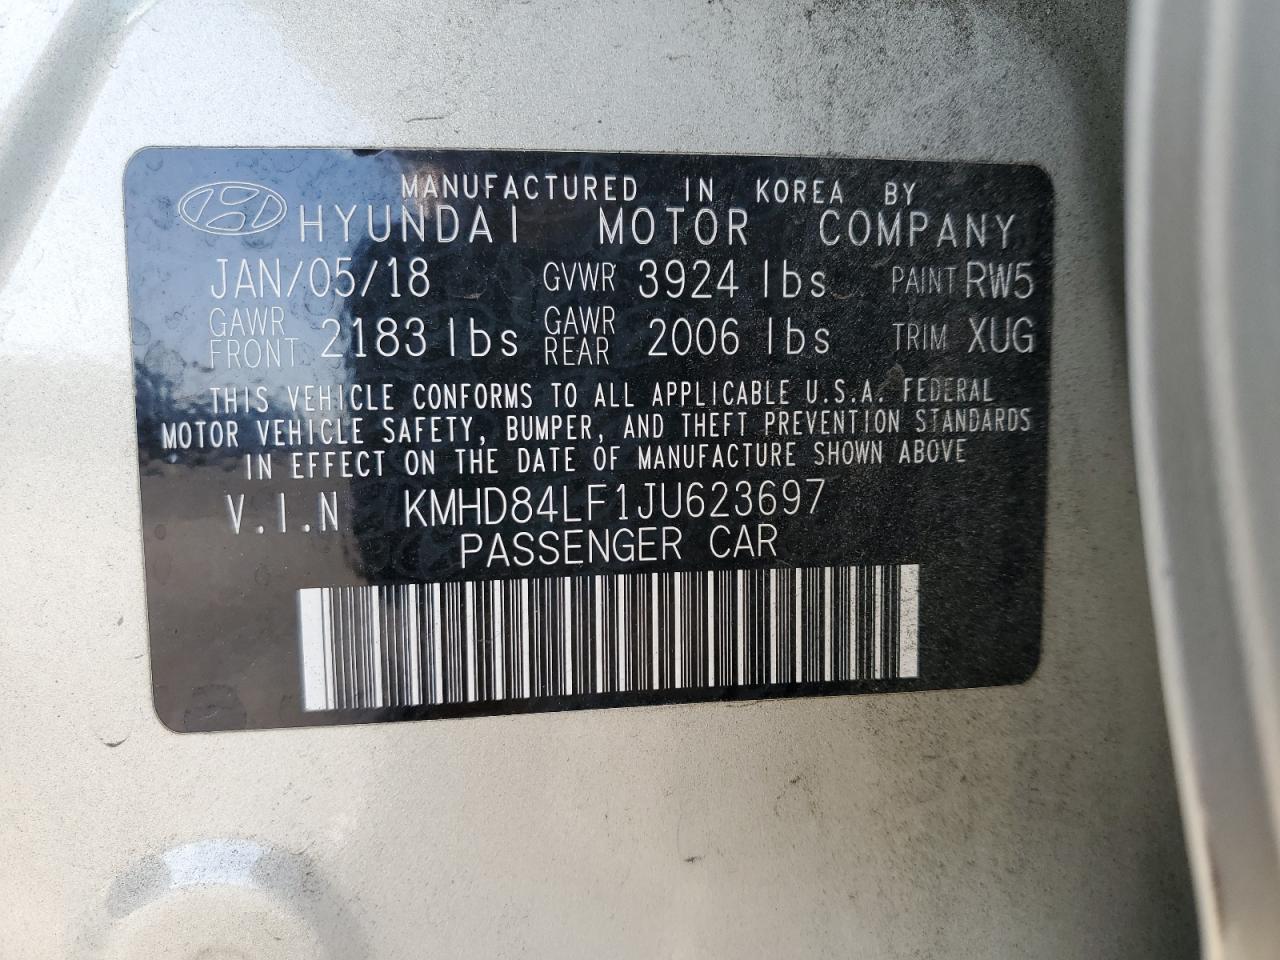 MANUFACTURED IN KOREA BY
HYUNDAI MOTOR COMPANY
JAN/05/18 GVWR 3924 lbs PAINT RW5
GAWR FRONT 2183 lbs GAWR REAR 2006 lbs TRIM XUG
THIS VEHICLE CONFORMS TO ALL APPLICABLE U.S.A. FEDERAL
MOTOR VEHICLE SAFETY, BUMPER, AND THEFT PREVENTION STANDARDS
IN EFFECT ON THE DATE OF MANUFACTURE SHOWN ABOVE
V.I.N KMHD84LF1JU623697
PASSENGER CAR